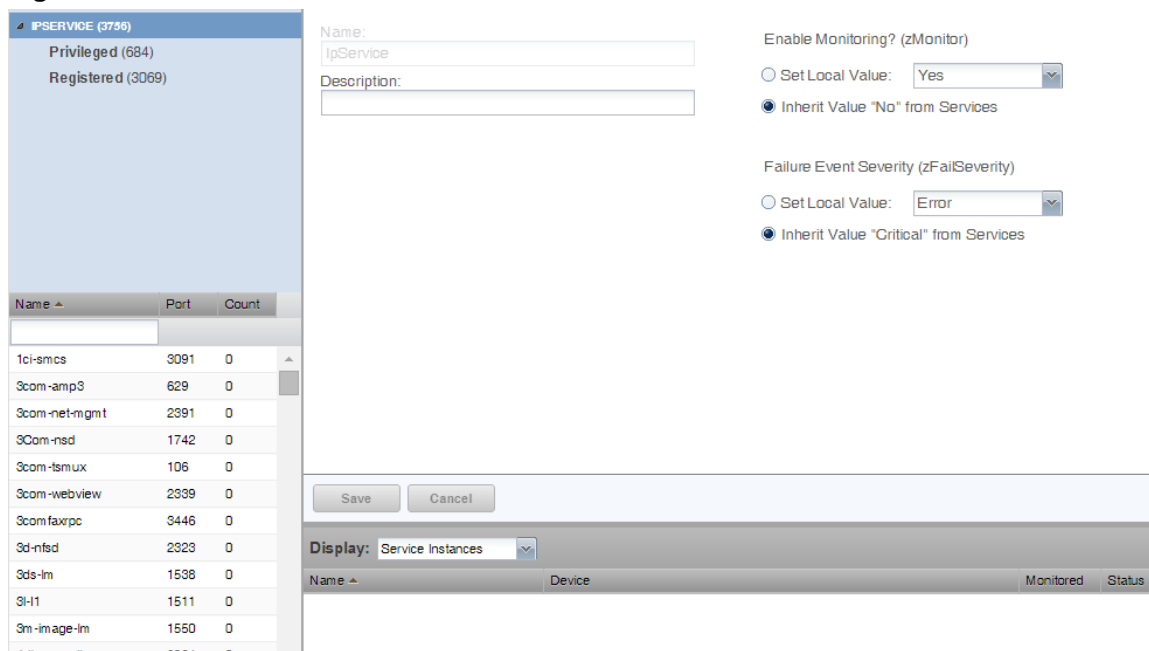 IPSERVICE (3756)
Privileged (684)
Registered (3069)
Name:
IpService
Description:
Enable Monitoring? (zMonitor)
Set Local Value: Yes
Inherit Value "No" from Services
Failure Event Severity (zFailSeverity)
Set Local Value: Error
Inherit Value "Critical" from Services
Name Port Count
1ci-smcs 3091 0
3com-amp3 629 0
3com-net-mgmt 2391 0
3Com-nsd 1742 0
3com-tsmux 106 0
3com-webview 2339 0
3comfaxrpc 3446 0
3d-nfsd 2323 0
3ds-lm 1538 0
3l-l1 1511 0
3m-image-lm 1550 0
Save Cancel
Display: Service Instances
Name Device Monitored Status